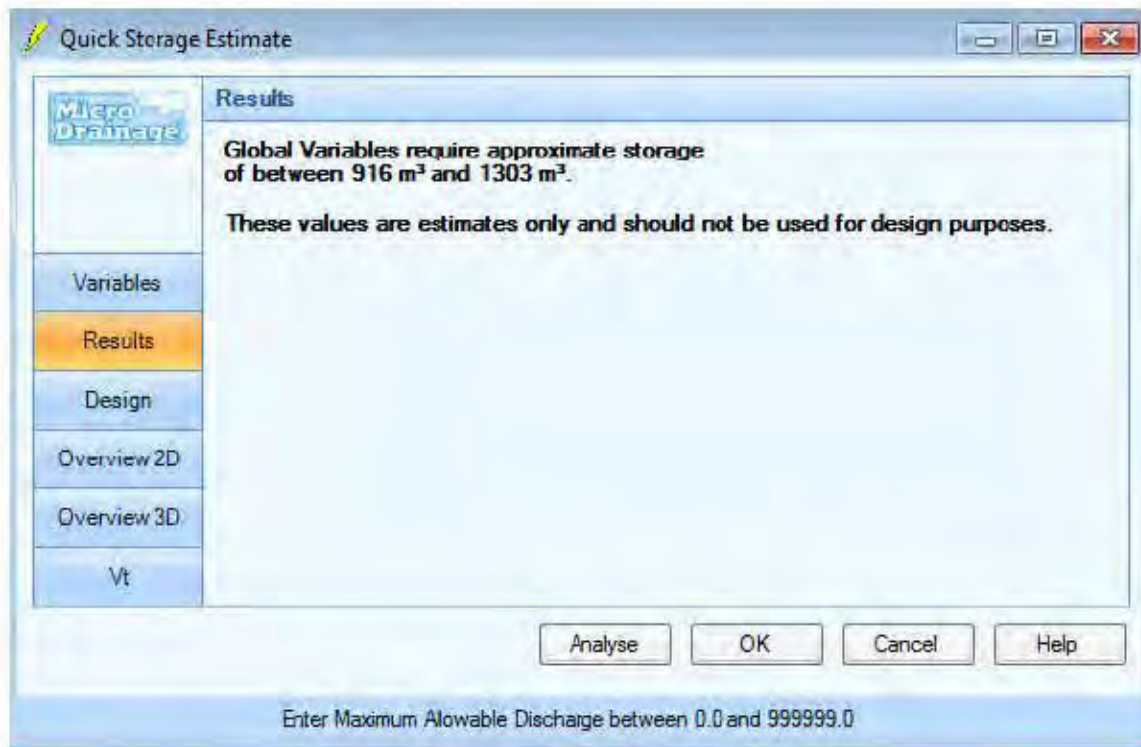 Quick Storage Estimate
Micro
Drainage
Results
Global Variables require approximate storage
of between 916 m³ and 1303 m³.
These values are estimates only and should not be used for design purposes.
Variables
Results
Design
Overview 2D
Overview 3D
Vt
Analyse
OK
Cancel
Help
Enter Maximum Allowable Discharge between 0.0 and 999999.0